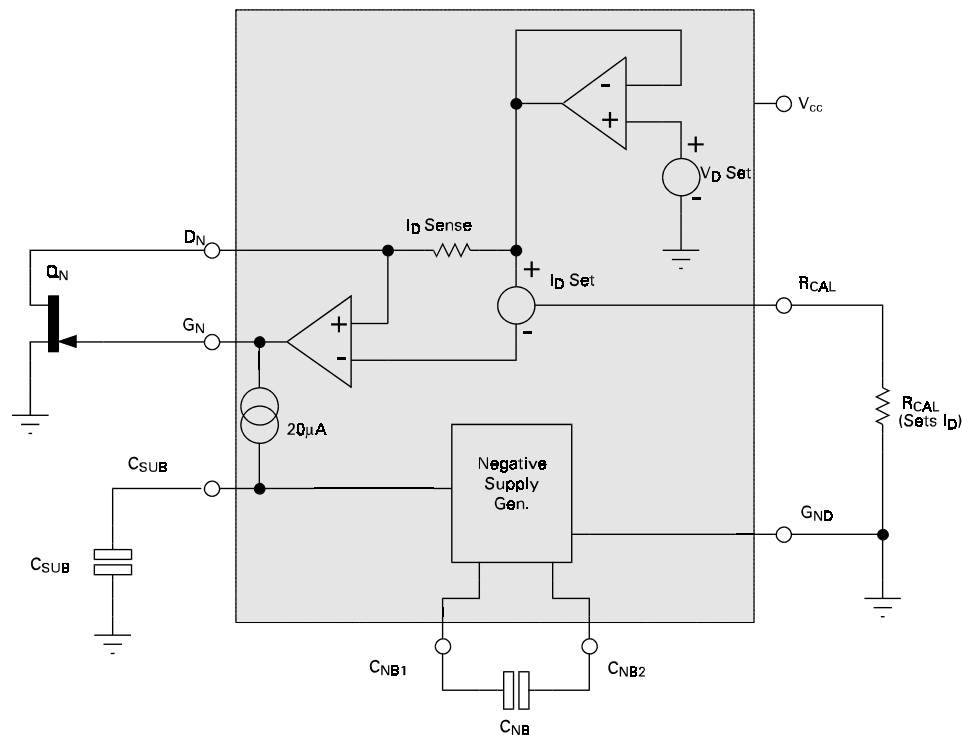 -
+
Vcc
+
VD Set
-
ID Sense
DN
QN
+
ID Set
RCAL
GN
+
-
-
RCAL
(Sets ID)
20µA
CSUB
Negative
Supply
Gen.
GND
CSUB
CNB1
CNB2
CNB